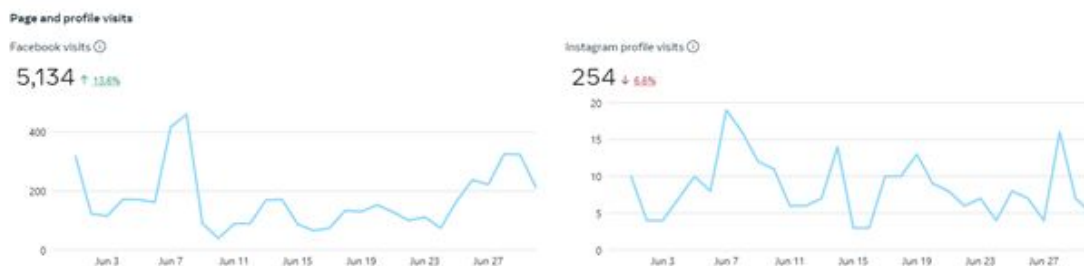 Page and profile visits
Facebook visits
5,134 ↑ 13.6%
400
200
0
Jun 3 Jun 7 Jun 11 Jun 15 Jun 19 Jun 23 Jun 27
Instagram profile visits
254 ↓ 6.6%
20
15
10
5
0
Jun 3 Jun 7 Jun 11 Jun 15 Jun 19 Jun 23 Jun 27